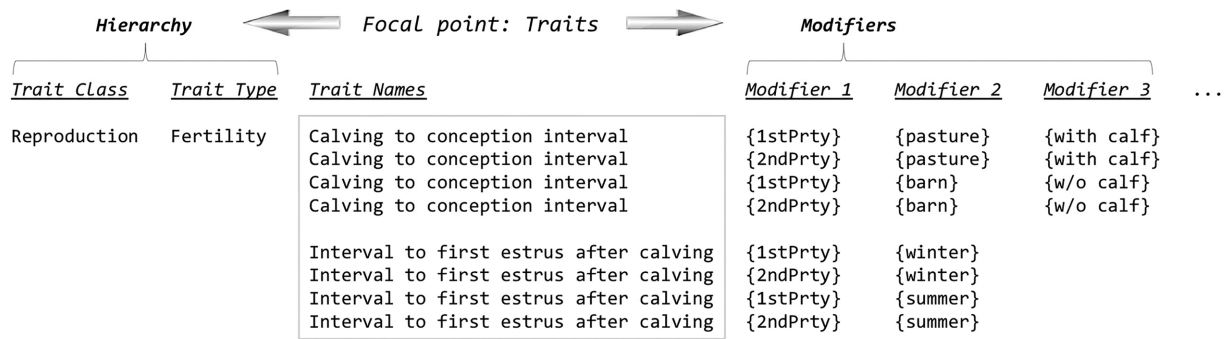 Hierarchy Focal point: Traits Modifiers
Trait Class Trait Type Trait Names Modifier 1 Modifier 2 Modifier 3 ...
Reproduction Fertility Calving to conception interval {1stPrty} {pasture} {with calf}
Calving to conception interval {2ndPrty} {pasture} {with calf}
Calving to conception interval {1stPrty} {barn} {w/o calf}
Calving to conception interval {2ndPrty} {barn} {w/o calf}
Interval to first estrus after calving {1stPrty} {winter}
Interval to first estrus after calving {2ndPrty} {winter}
Interval to first estrus after calving {1stPrty} {summer}
Interval to first estrus after calving {2ndPrty} {summer}